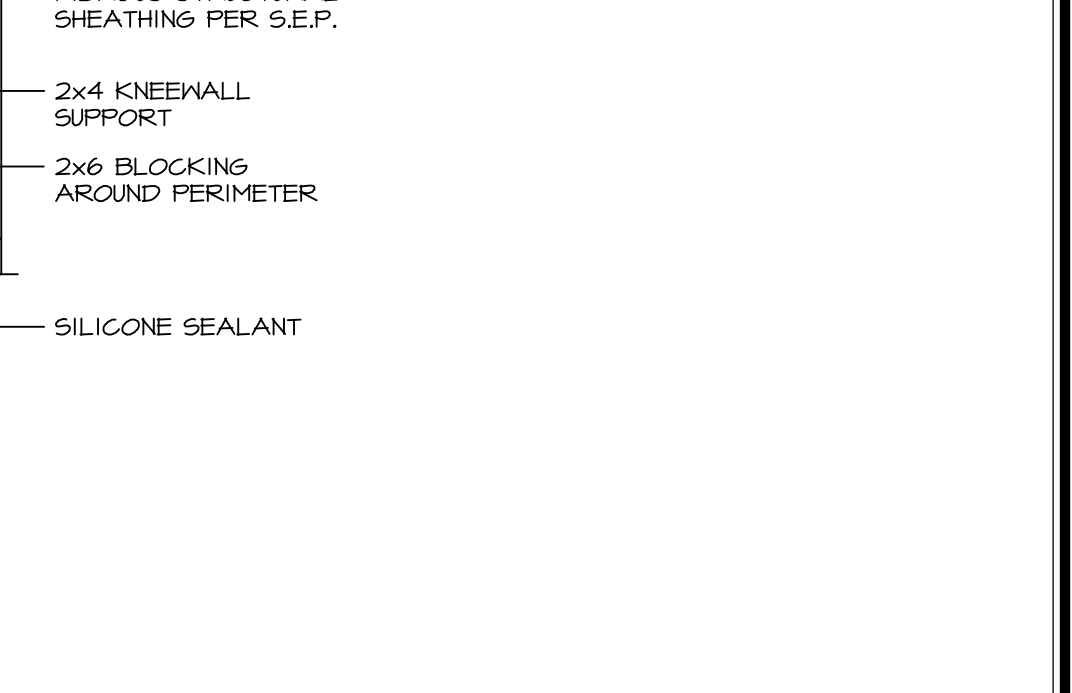 SHEATHING PER S.E.P.
2x4 KNEEWALL
SUPPORT
2x6 BLOCKING
AROUND PERIMETER
SILICONE SEALANT